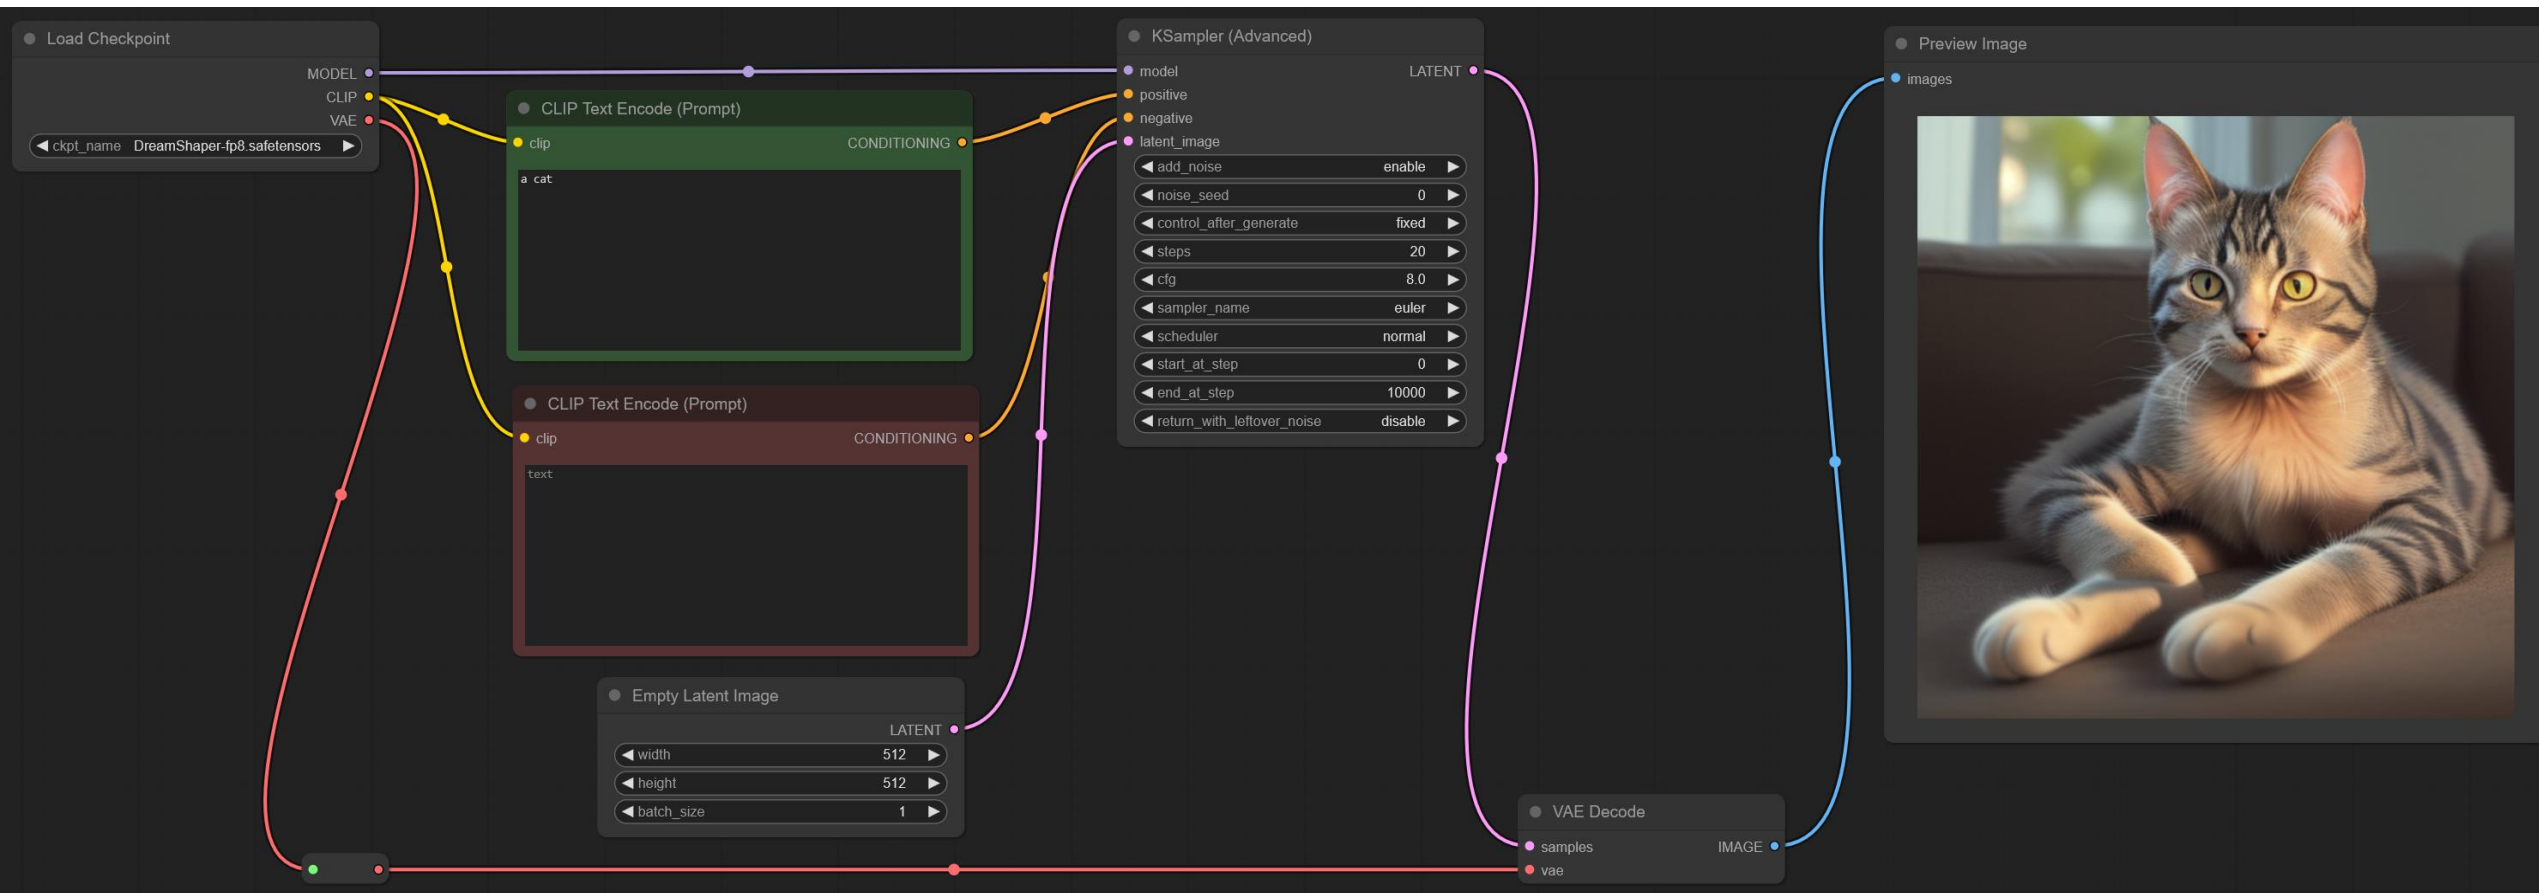 Load Checkpoint
MODEL
CLIP
VAE
ckpt_name DreamShaper-fp8.safetensors
CLIP Text Encode (Prompt)
clip CONDITIONING
a cat
CLIP Text Encode (Prompt)
clip CONDITIONING
text
Empty Latent Image
LATENT
width 512
height 512
batch_size 1
KSampler (Advanced)
model LATENT
positive
negative
latent_image
add_noise enable
noise_seed 0
control_after_generate fixed
steps 20
cfg 8.0
sampler_name euler
scheduler normal
start_at_step 0
end_at_step 10000
return_with_leftover_noise disable
VAE Decode
samples IMAGE
vae
Preview Image
images